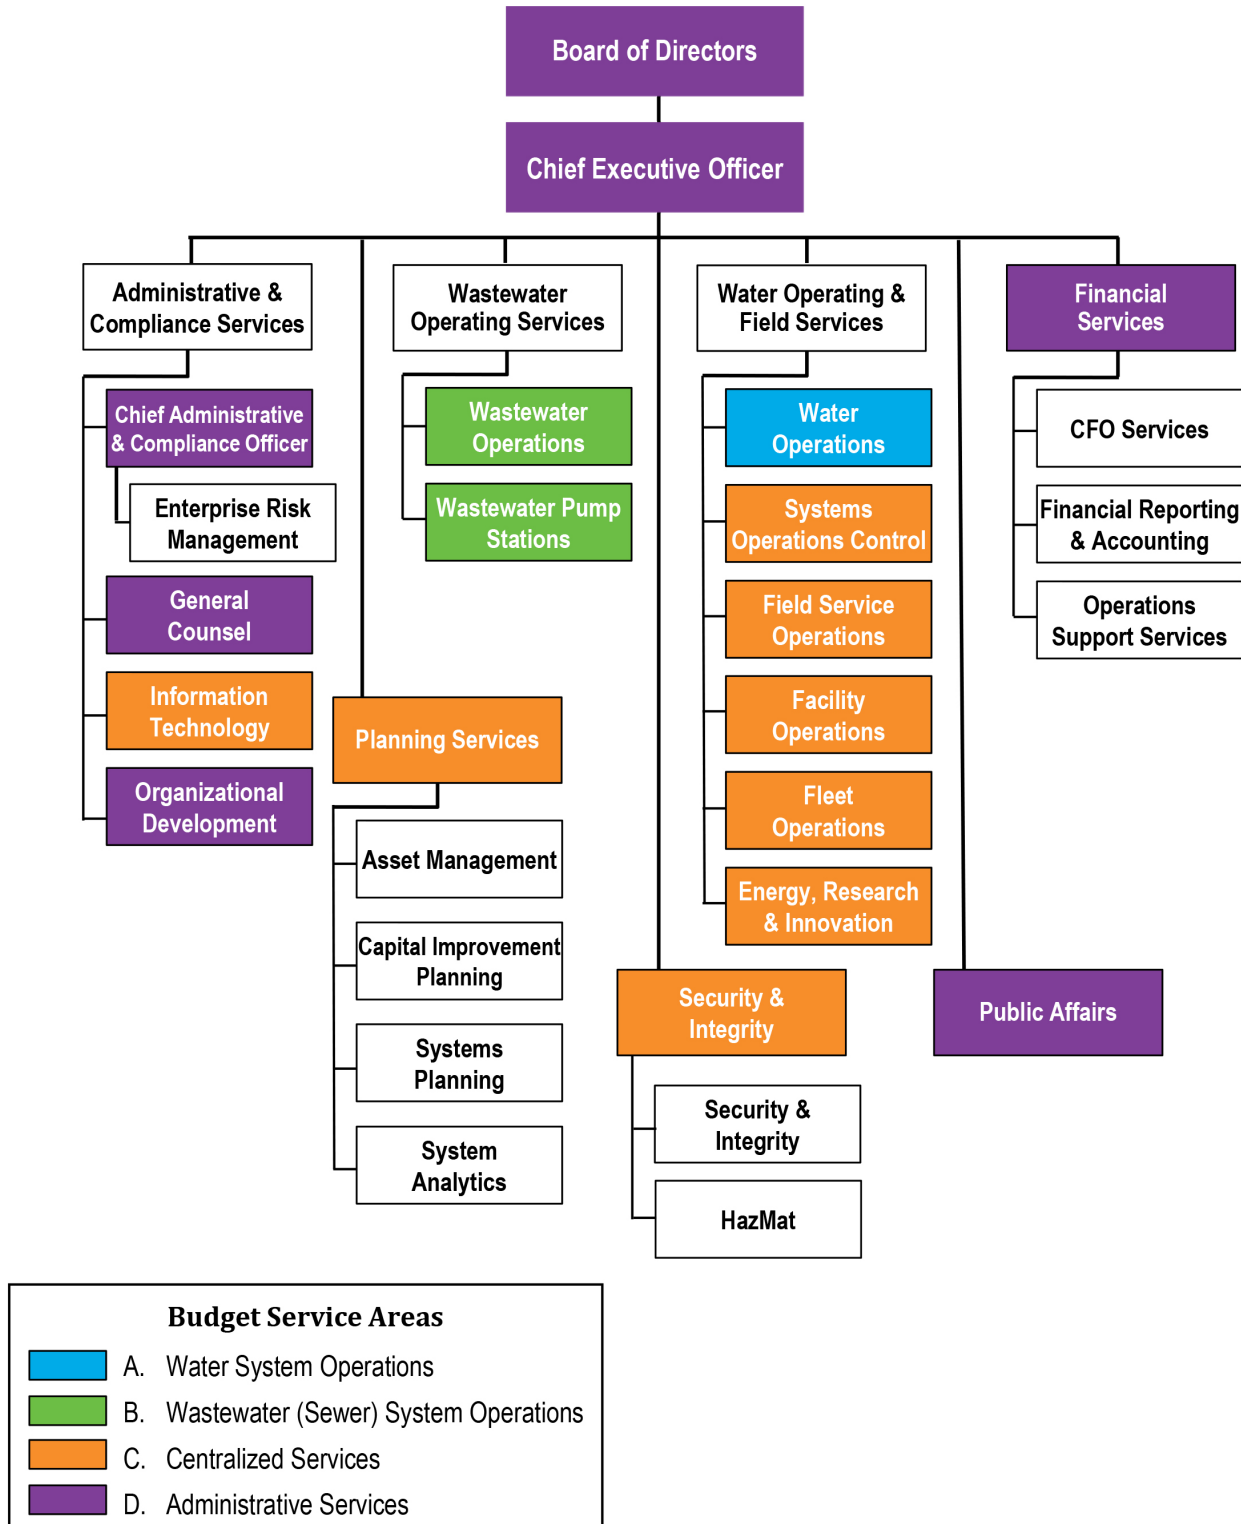 Board of Directors
Chief Executive Officer
Administrative &
Compliance Services
Chief Administrative
& Compliance Officer
Enterprise Risk
Management
General
Counsel
Information
Technology
Organizational
Development
Planning Services
Asset Management
Capital Improvement
Planning
Systems
Planning
System
Analytics
Wastewater
Operating Services
Wastewater
Operations
Wastewater Pump
Stations
Water Operating &
Field Services
Water
Operations
Systems
Operations Control
Field Service
Operations
Facility
Operations
Fleet
Operations
Energy, Research
& Innovation
Security &
Integrity
Security &
Integrity
HazMat
Public Affairs
Financial
Services
CFO Services
Financial Reporting
& Accounting
Operations
Support Services
Budget Service Areas
A. Water System Operations
B. Wastewater (Sewer) System Operations
C. Centralized Services
D. Administrative Services